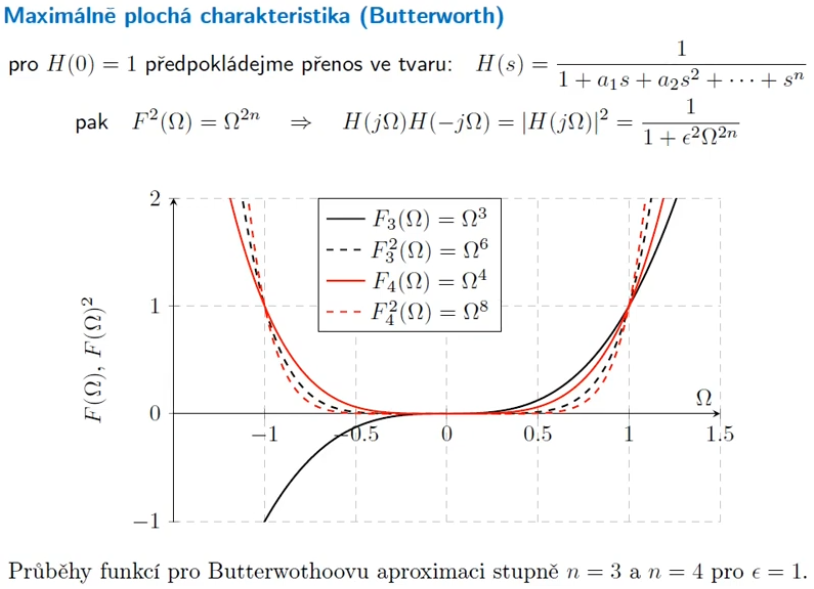 Maximálně plochá charakteristika (Butterworth)
pro H(0) = 1 předpokládejme přenos ve tvaru: H(s) = 1 / (1 + a₁s + a₂s² + ⋯ + sⁿ)
pak F²(Ω) = Ω²ⁿ ⇒ H(jΩ)H(−jΩ) = |H(jΩ)|² = 1 / (1 + ϵ²Ω²ⁿ)
F₃(Ω) = Ω³
F₃²(Ω) = Ω⁶
F₄(Ω) = Ω⁴
F₄²(Ω) = Ω⁸
F(Ω), F(Ω)²
2
1
0
−1
Ω
−1 −0.5 0 0.5 1 1.5
Průběhy funkcí pro Butterwothoovu aproximaci stupně n = 3 a n = 4 pro ϵ = 1.